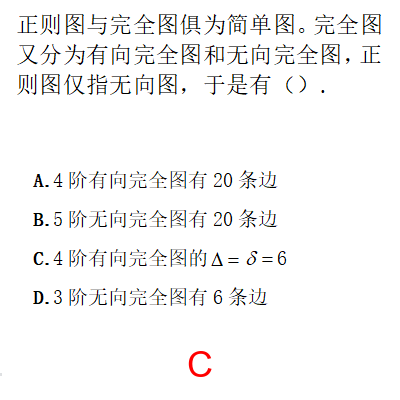 正则图与完全图俱为简单图。完全图
又分为有向完全图和无向完全图，正
则图仅指无向图，于是有（）.
A.4 阶有向完全图有 20 条边
B.5 阶无向完全图有 20 条边
C.4 阶有向完全图的 Δ = δ = 6
D.3 阶无向完全图有 6 条边
C